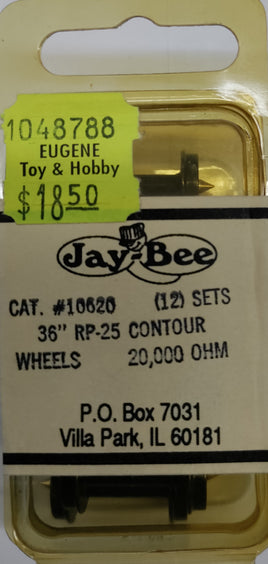 1048788
EUGENE
Toy & Hobby
$18.50
Jay-Bee
CAT. #10620 (12) SETS
36" RP-25 CONTOUR
WHEELS 20,000 OHM
P.O. Box 7031
Villa Park, IL 60181